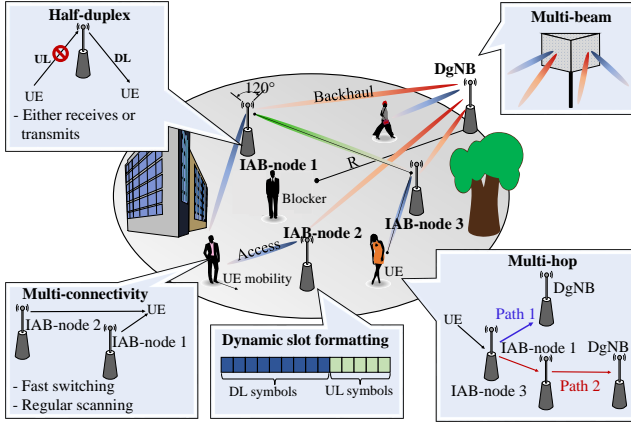 Half-duplex
UL
DL
UE
UE
- Either receives or
transmits
120°
Backhaul
DgNB
Multi-beam
IAB-node 1
R
Blocker
IAB-node 3
IAB-node 2
Access
UE mobility
UE
Multi-connectivity
UE
IAB-node 2
IAB-node 1
- Fast switching
- Regular scanning
Dynamic slot formatting
DL symbols
UL symbols
Multi-hop
DgNB
UE
Path 1
IAB-node 1
DgNB
IAB-node 3
Path 2